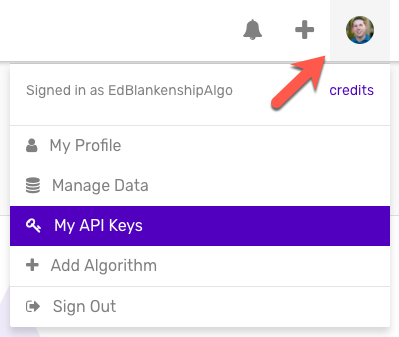 Signed in as EdBlankenshipAlgo
credits
My Profile
Manage Data
My API Keys
Add Algorithm
Sign Out